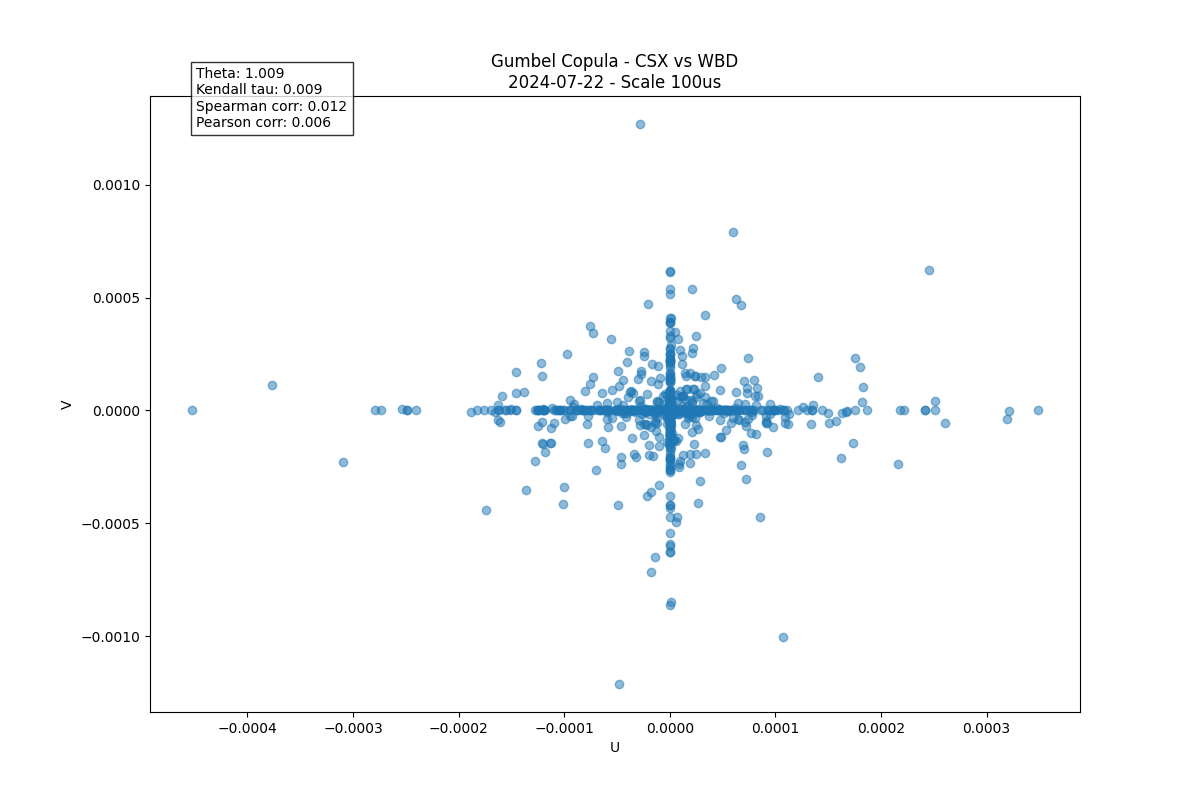 Gumbel Copula - CSX vs WBD
2024-07-22 - Scale 100us
Theta: 1.009
Kendall tau: 0.009
Spearman corr: 0.012
Pearson corr: 0.006
V
0.0010
0.0005
0.0000
−0.0005
−0.0010
−0.0004
−0.0003
−0.0002
−0.0001
0.0000
0.0001
0.0002
0.0003
U